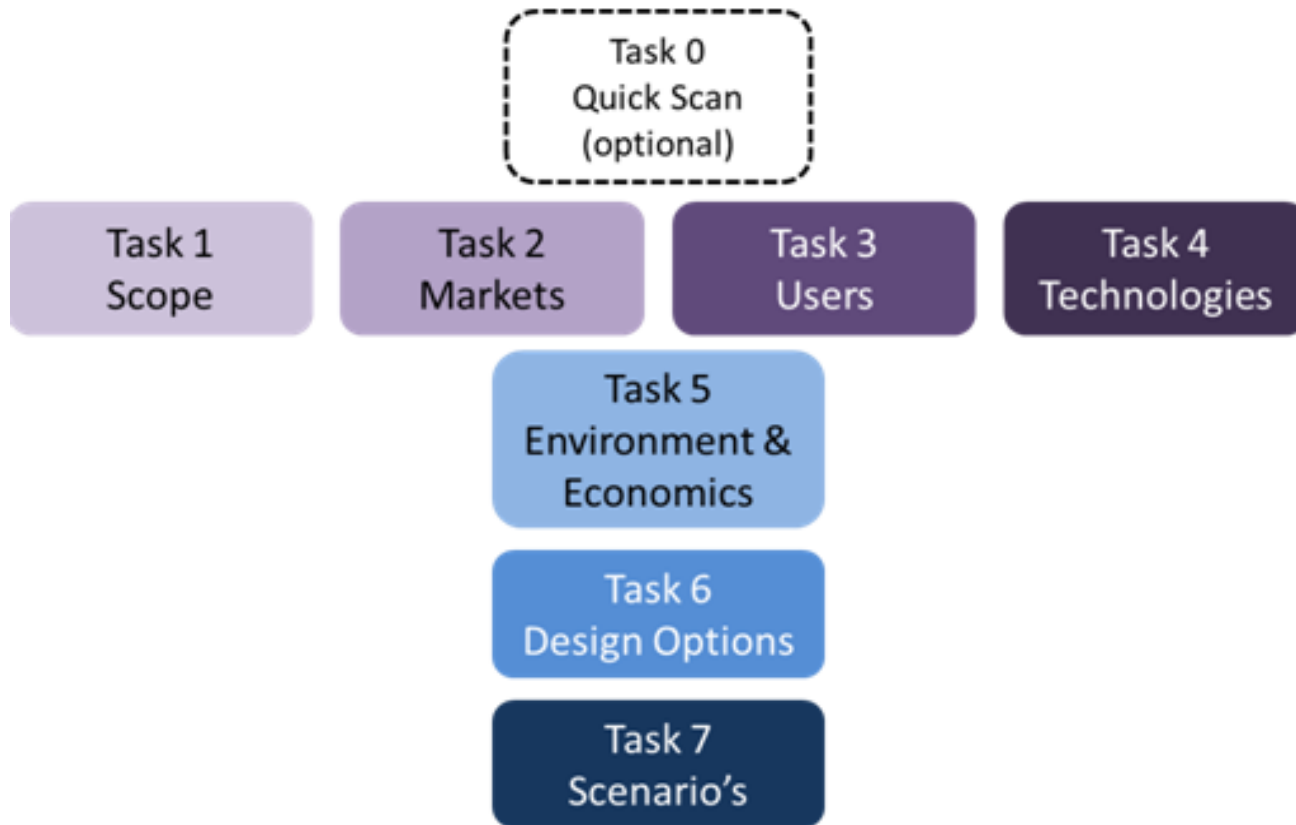 Task 0
Quick Scan
(optional)
Task 1
Scope
Task 2
Markets
Task 3
Users
Task 4
Technologies
Task 5
Environment &
Economics
Task 6
Design Options
Task 7
Scenario’s